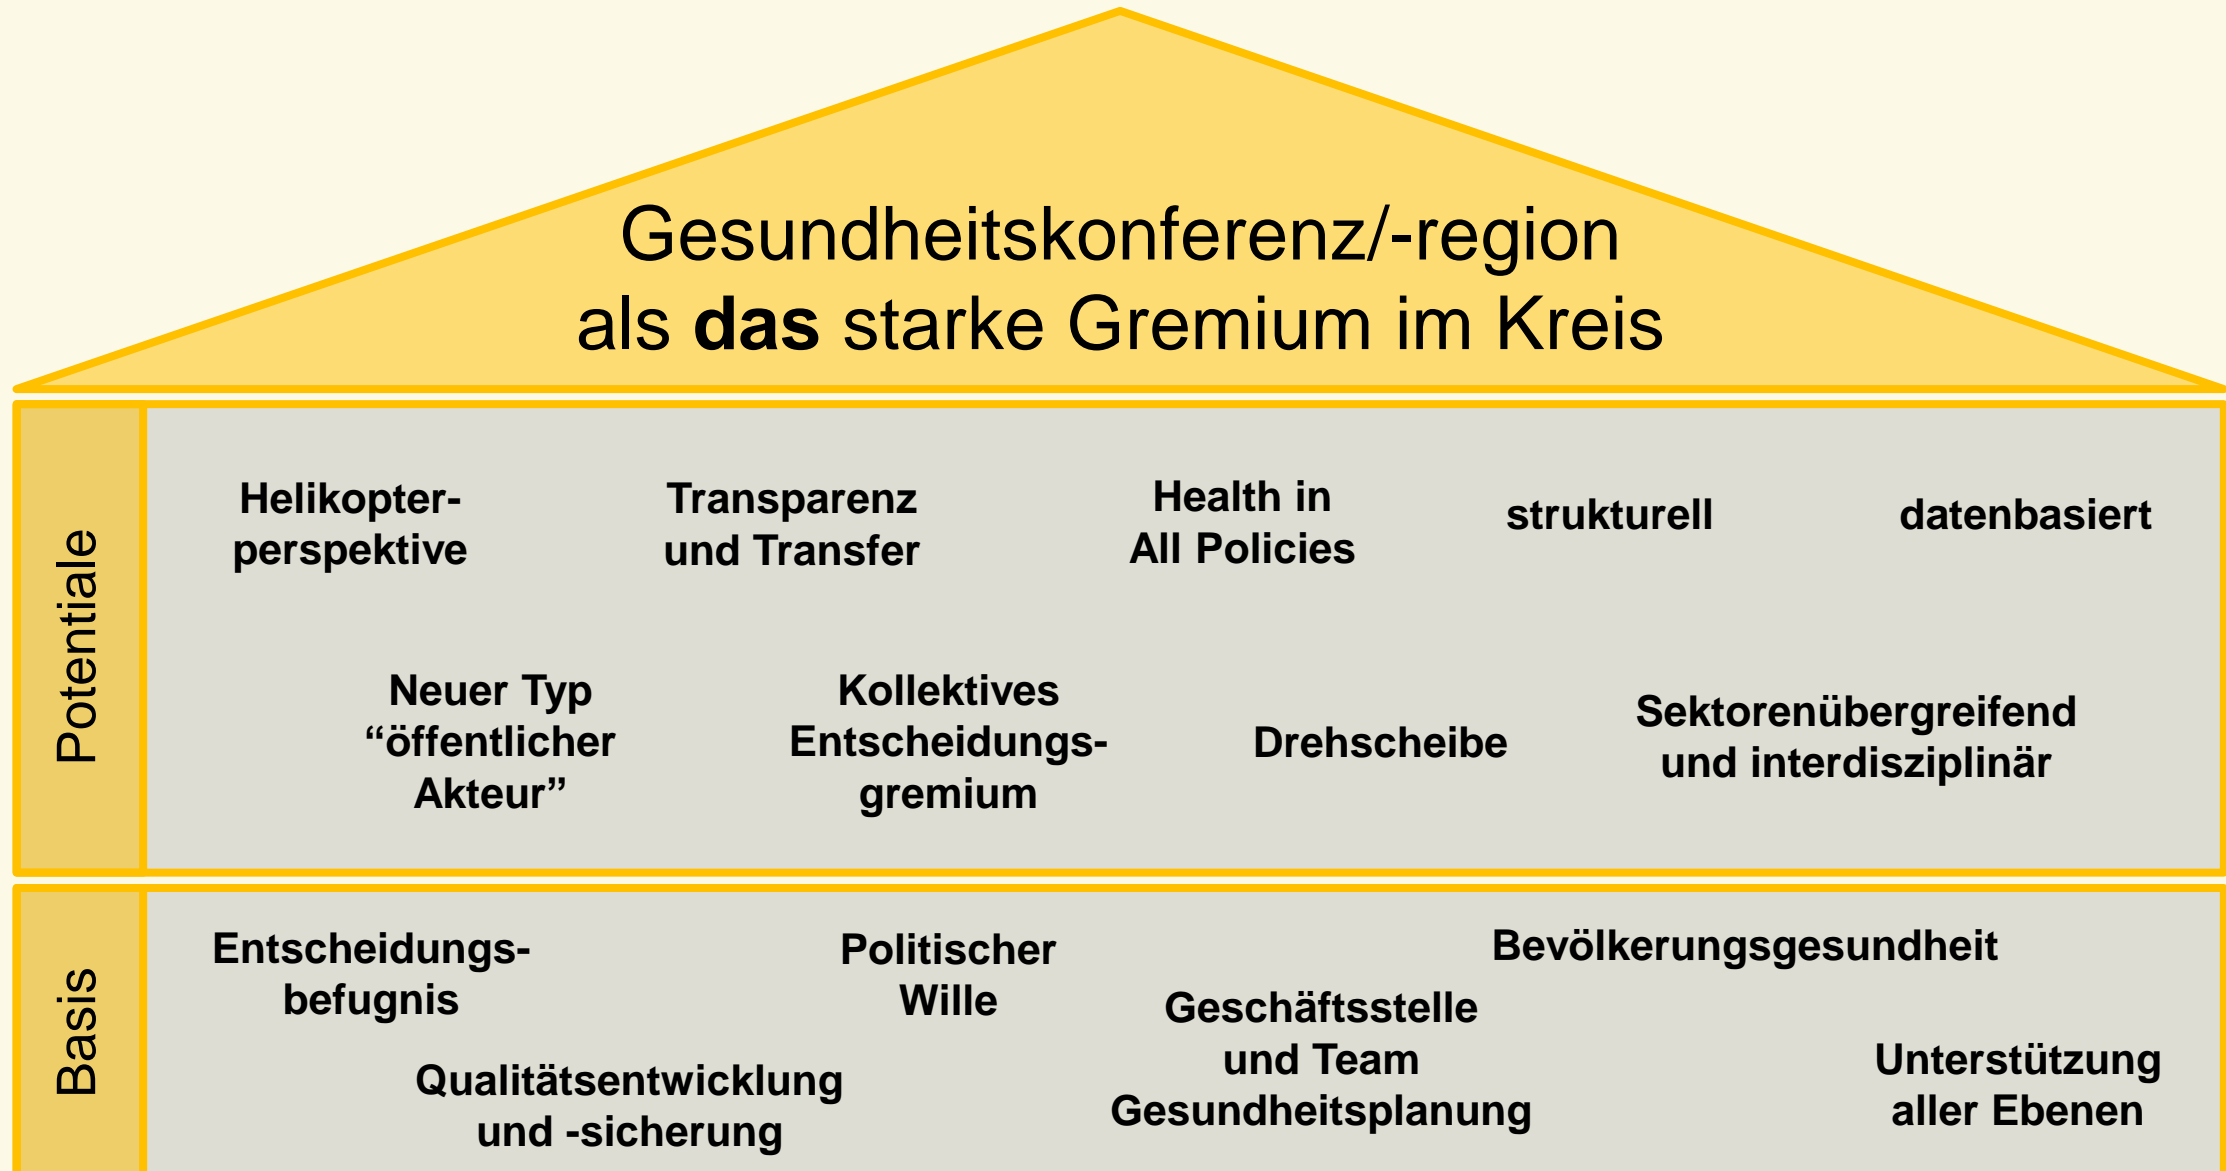 Gesundheitskonferenz/-region
als das starke Gremium im Kreis
Potentiale
Helikopter-
perspektive
Transparenz
und Transfer
Health in
All Policies
strukturell
datenbasiert
Neuer Typ
“öffentlicher
Akteur”
Kollektives
Entscheidungs-
gremium
Drehscheibe
Sektorenübergreifend
und interdisziplinär
Basis
Entscheidungs-
befugnis
Politischer
Wille
Bevölkerungsgesundheit
Qualitätsentwicklung
und -sicherung
Geschäftsstelle
und Team
Gesundheitsplanung
Unterstützung
aller Ebenen